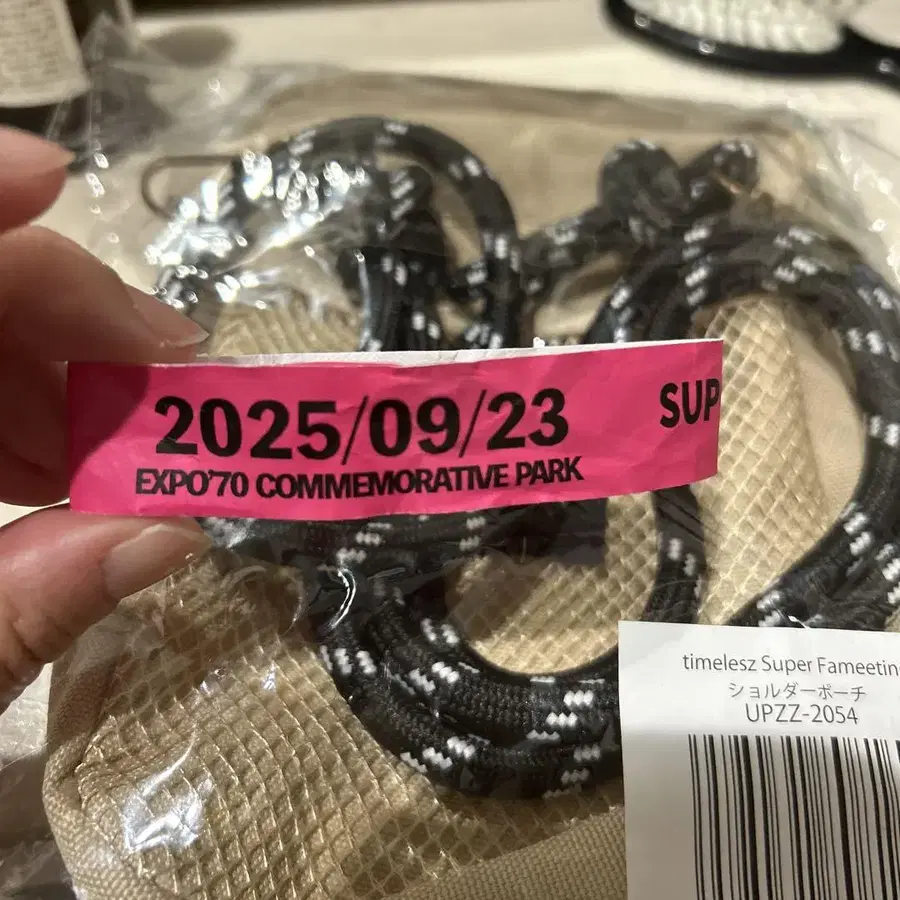 2025/09/23
EXPO'70 COMMEMORATIVE PARK
SUP
timelesz Super Fameeting
ショルダーポーチ
UPZZ-2054